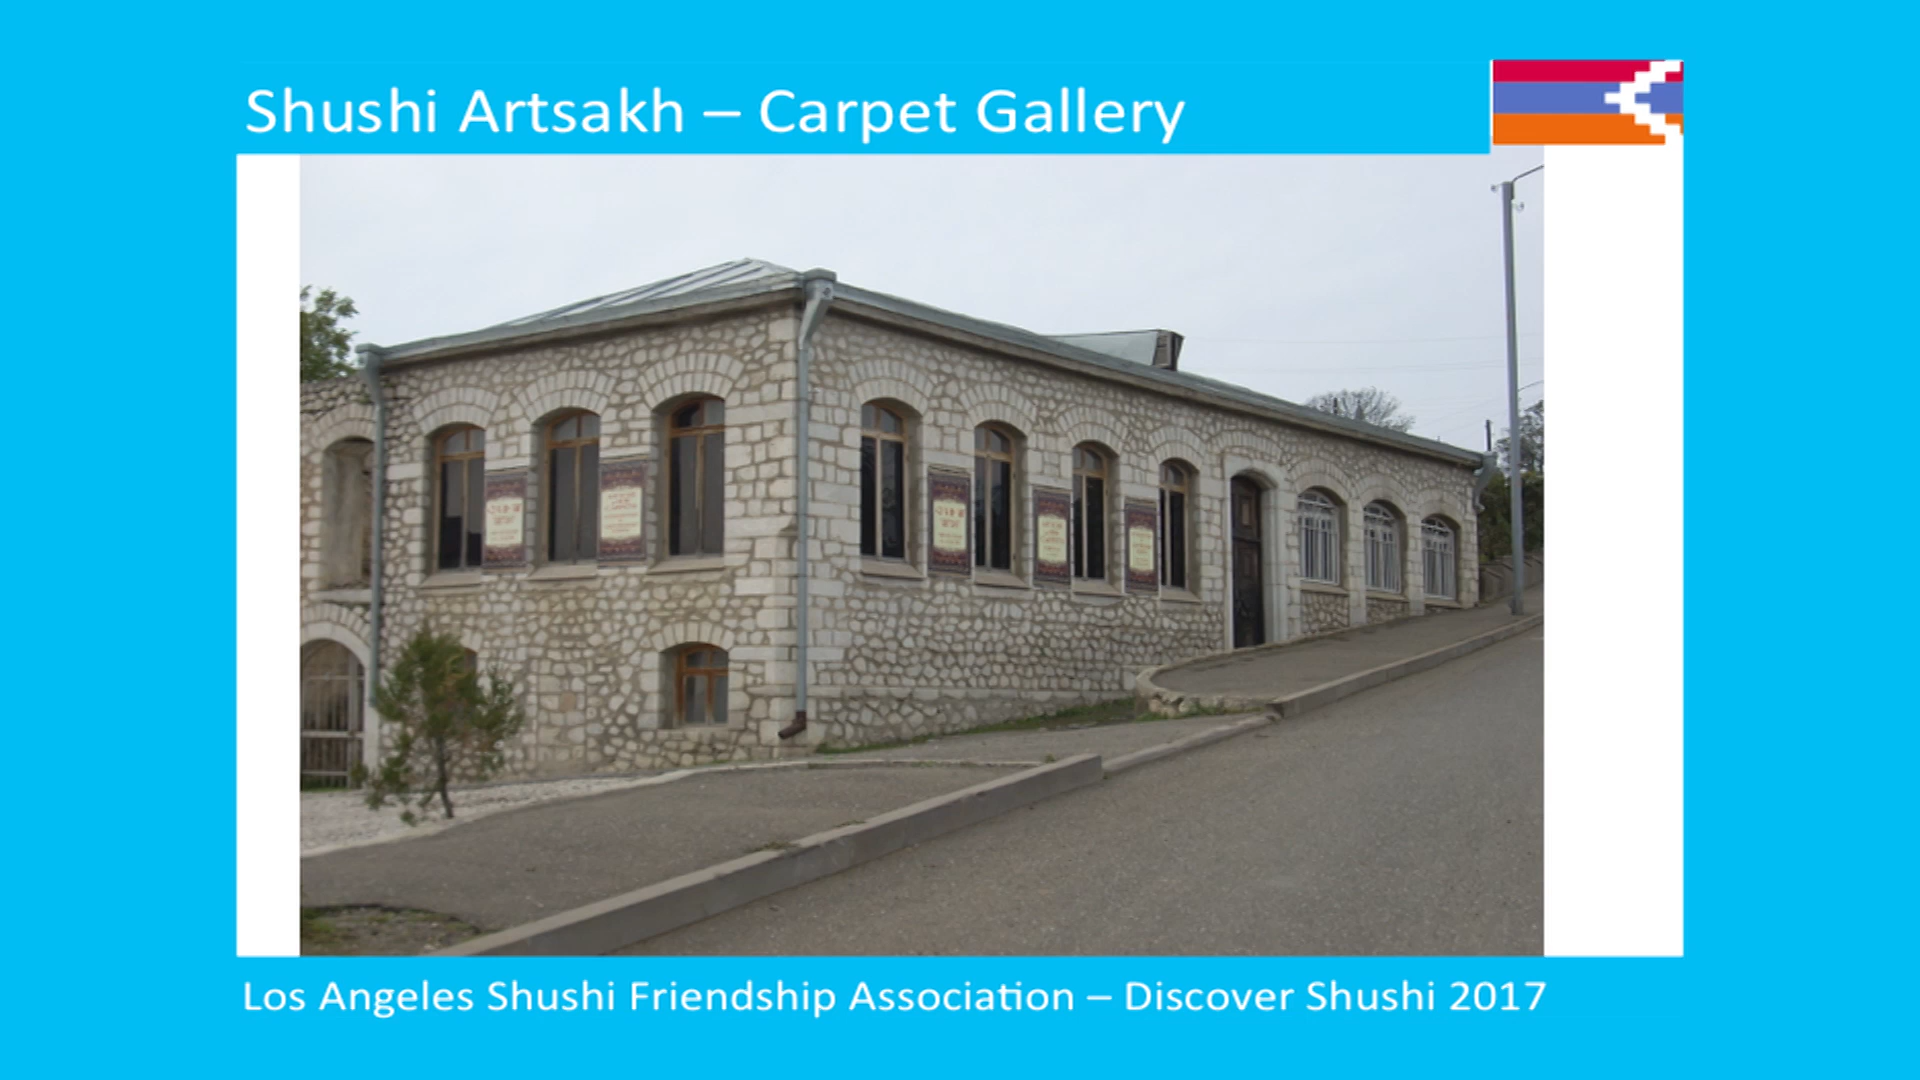 Shushi Artsakh – Carpet Gallery
Los Angeles Shushi Friendship Association – Discover Shushi 2017